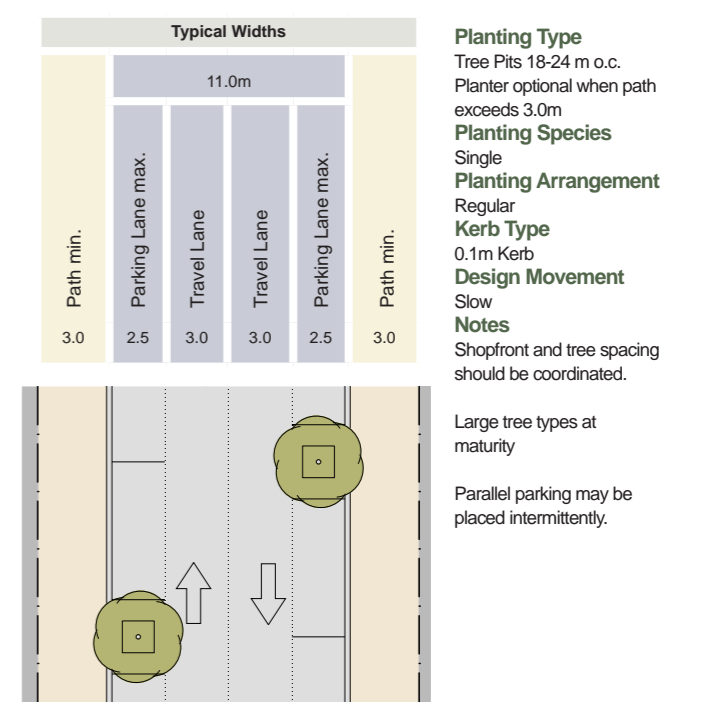 Typical Widths
11.0m
Path min.
Parking Lane max.
Travel Lane
Travel Lane
Parking Lane max.
Path min.
3.0 2.5 3.0 3.0 2.5 3.0
Planting Type
Tree Pits 18-24 m o.c.
Planter optional when path
exceeds 3.0m
Planting Species
Single
Planting Arrangement
Regular
Kerb Type
0.1m Kerb
Design Movement
Slow
Notes
Shopfront and tree spacing
should be coordinated.
Large tree types at
maturity
Parallel parking may be
placed intermittently.